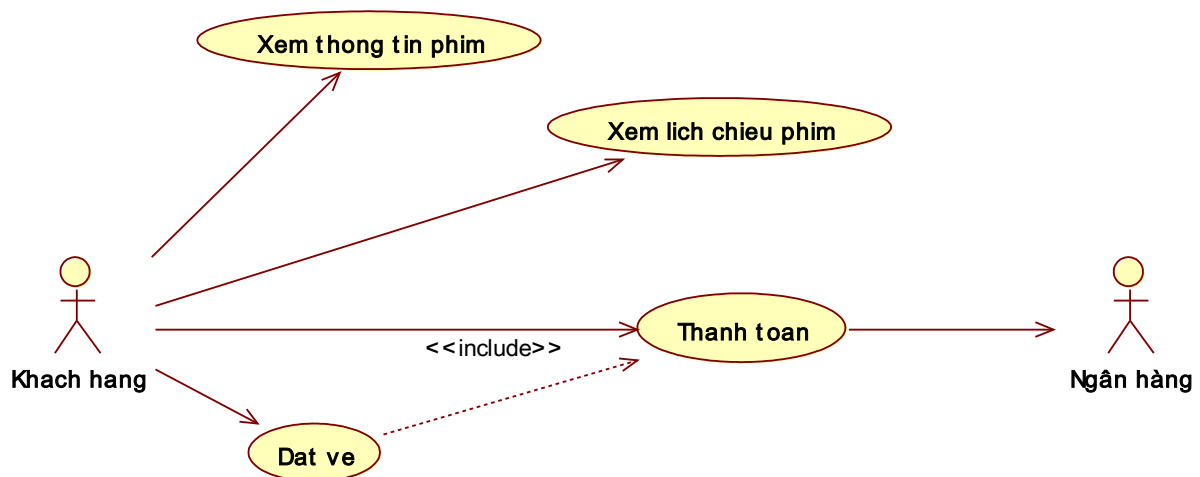 Xem thong tin phim
Xem lich chieu phim
Thanh toan
<<include>>
Khach hang
Ngân hàng
Dat ve